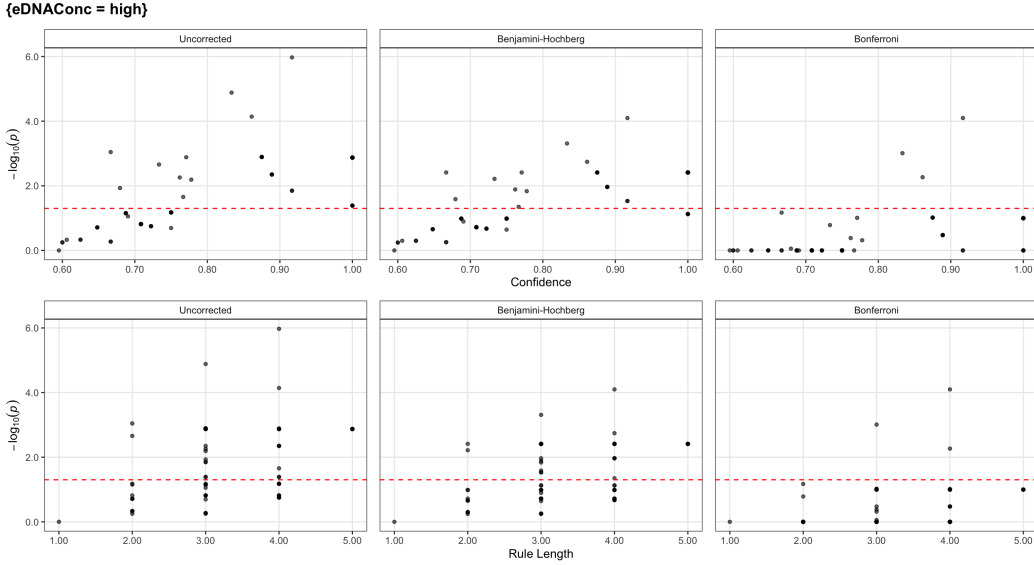 {eDNAConc = high}
Uncorrected
Benjamini-Hochberg
Bonferroni
6.0
4.0
2.0
0.0
−log10(p)
0.60 0.70 0.80 0.90 1.00
0.60 0.70 0.80 0.90 1.00
0.60 0.70 0.80 0.90 1.00
Confidence
Uncorrected
Benjamini-Hochberg
Bonferroni
6.0
4.0
2.0
0.0
−log10(p)
1.00 2.00 3.00 4.00 5.00
1.00 2.00 3.00 4.00 5.00
1.00 2.00 3.00 4.00 5.00
Rule Length